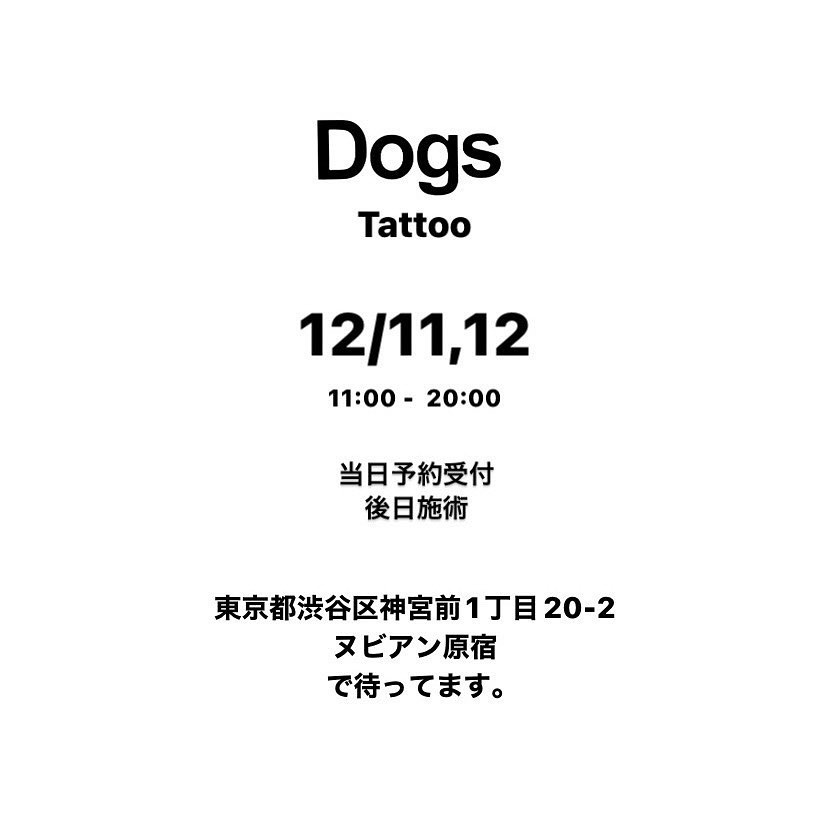 Dogs
Tattoo
12/11,12
11:00 - 20:00
当日予約受付
後日施術
東京都渋谷区神宮前1丁目20-2
ヌビアン原宿
で待ってます。